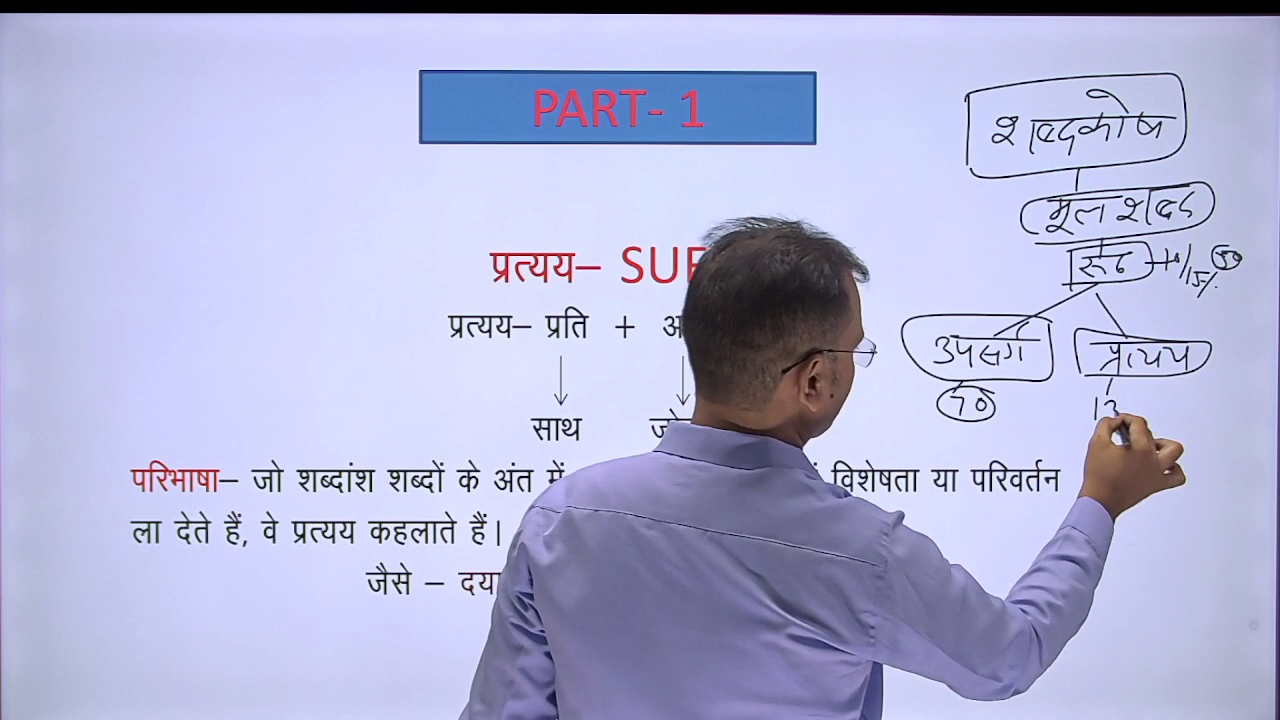 PART- 1
प्रत्यय– SUF
प्रत्यय– प्रति +
साथ
परिभाषा– जो शब्दांश शब्दों के अंत में विशेषता या परिवर्तन
ला देते हैं, वे प्रत्यय कहलाते हैं।
जैसे – दया
शब्दकोष
मूल शब्द
रूढ
उपसर्ग प्रत्यय
70